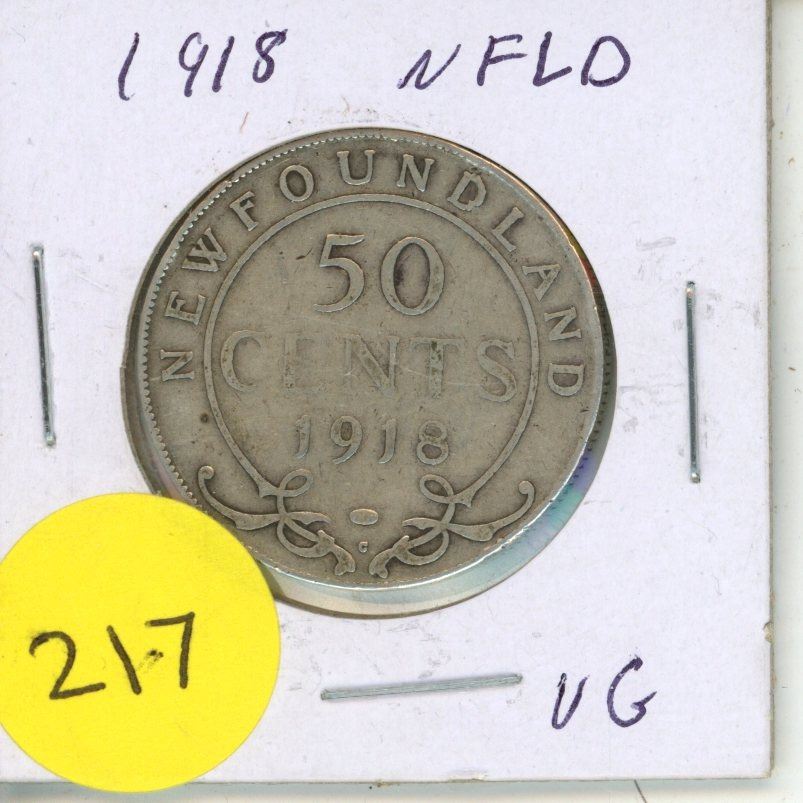 1918 NFLD
NEWFOUNDLAND
50
CENTS
1918
C
217
VG